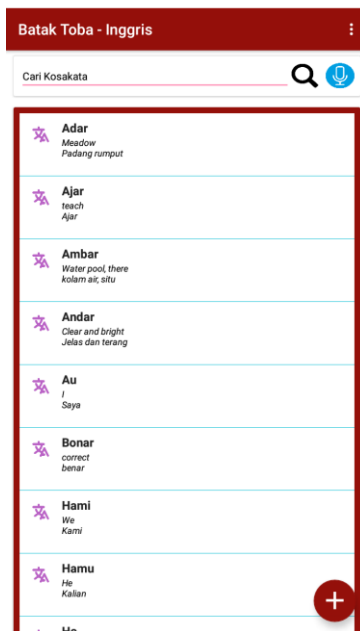 Batak Toba - Inggris
Cari Kosakata
Adar
Meadow
Padang rumput
Ajar
teach
Ajar
Ambar
Water pool, there
kolam air, situ
Andar
Clear and bright
Jelas dan terang
Au
I
Saya
Bonar
correct
benar
Hami
We
Kami
Hamu
He
Kalian